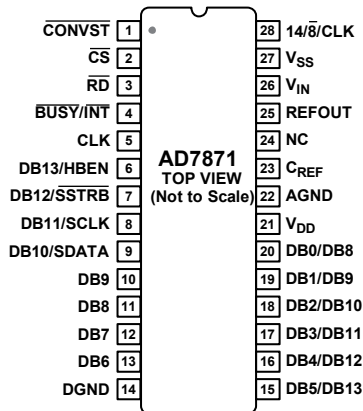 CONVST 1
CS 2
RD 3
BUSY/INT 4
CLK 5
DB13/HBEN 6
DB12/SSTRB 7
DB11/SCLK 8
DB10/SDATA 9
DB9 10
DB8 11
DB7 12
DB6 13
DGND 14
AD7871
TOP VIEW
(Not to Scale)
28 14/8/CLK
27 VSS
26 VIN
25 REFOUT
24 NC
23 CREF
22 AGND
21 VDD
20 DB0/DB8
19 DB1/DB9
18 DB2/DB10
17 DB3/DB11
16 DB4/DB12
15 DB5/DB13